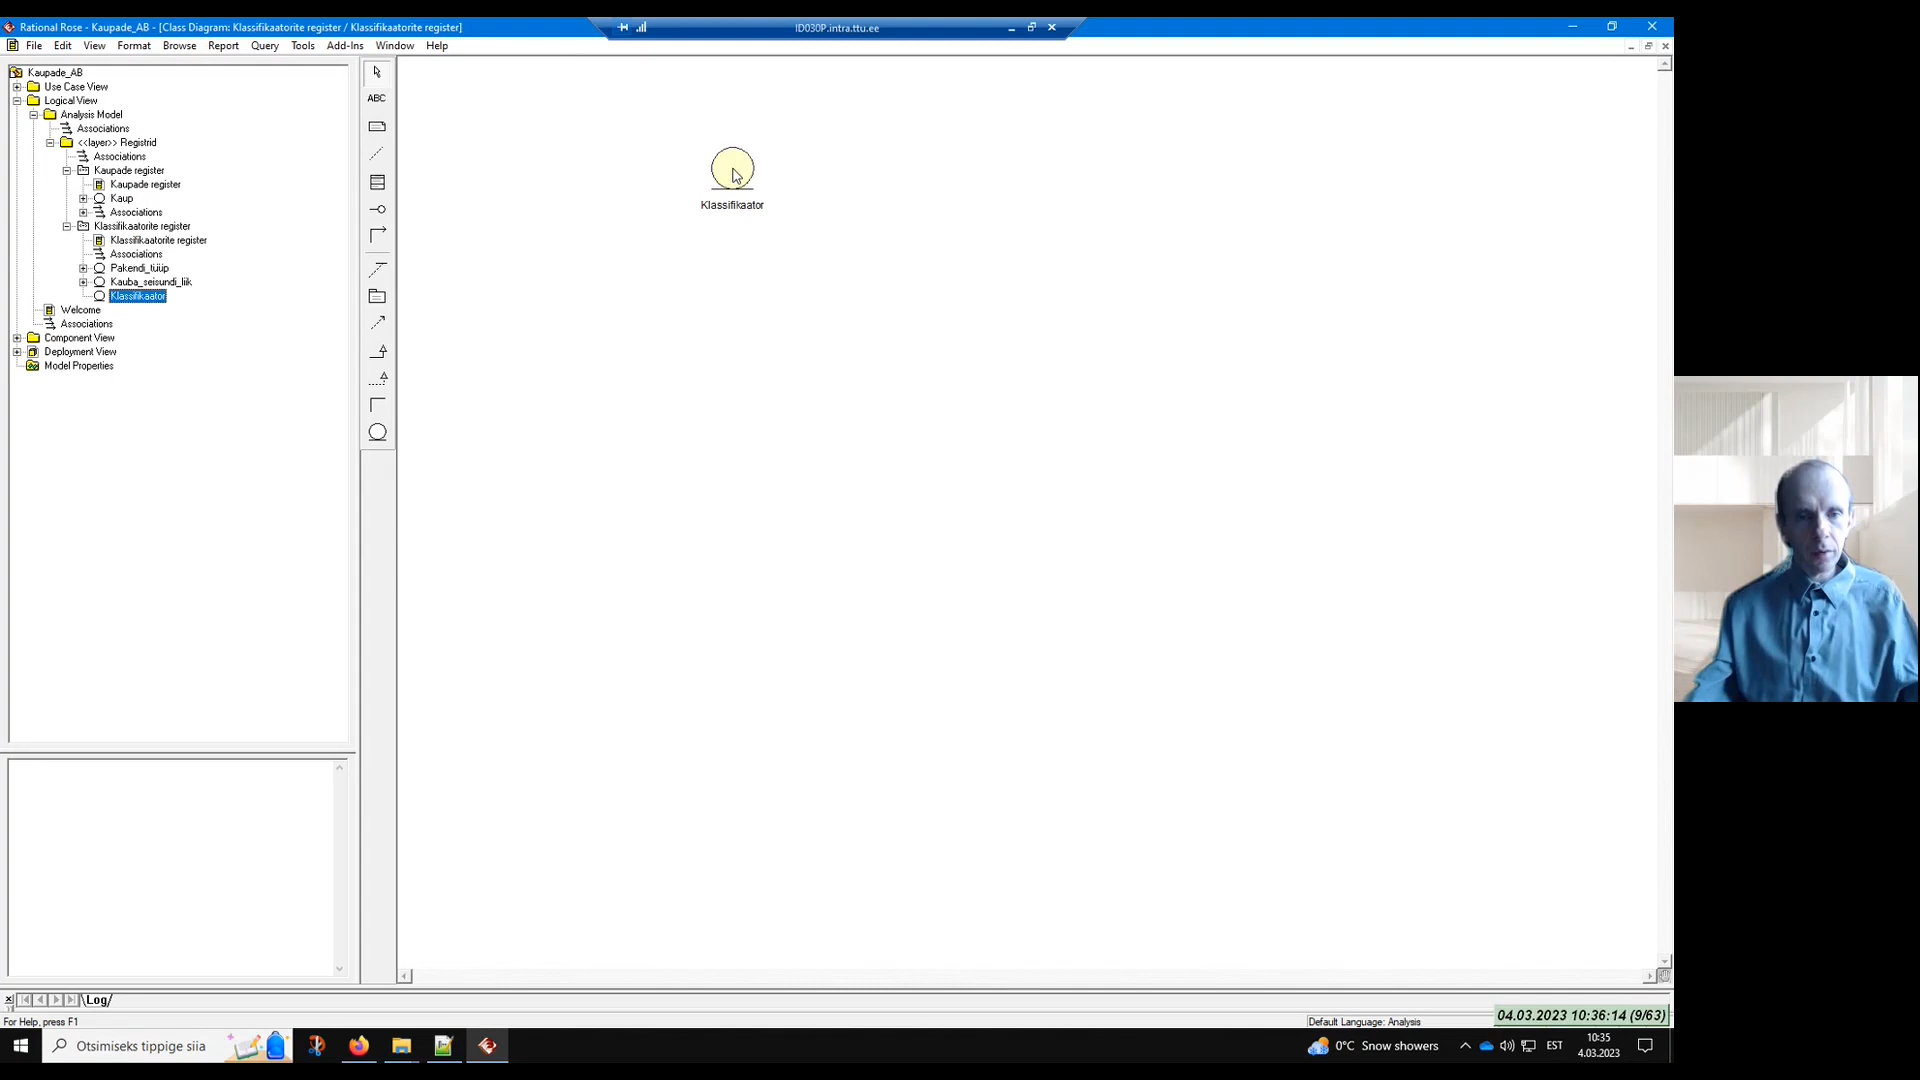 Rational Rose - Kaupade_AB - [Class Diagram: Klassifikaatorite register / Klassifikaatorite register]
ID030P.intra.ttu.ee
File Edit View Format Browse Report Query Tools Add-Ins Window Help
Kaupade_AB
Use Case View
Logical View
Analysis Model
Associations
<<layer>> Registrid
Associations
Kaupade register
Kaupade register
Kaup
Associations
Klassifikaatorite register
Klassifikaatorite register
Associations
Pakendi_tüüp
Kauba_seisundi_liik
Klassifikaator
Welcome
Associations
Component View
Deployment View
Model Properties
ABC
Klassifikaator
\Log/
For Help, press F1
Default Language: Analysis
04.03.2023 10:36:14 (9/63)
Otsimiseks tippige siia
0°C Snow showers
EST
10:35
4.03.2023